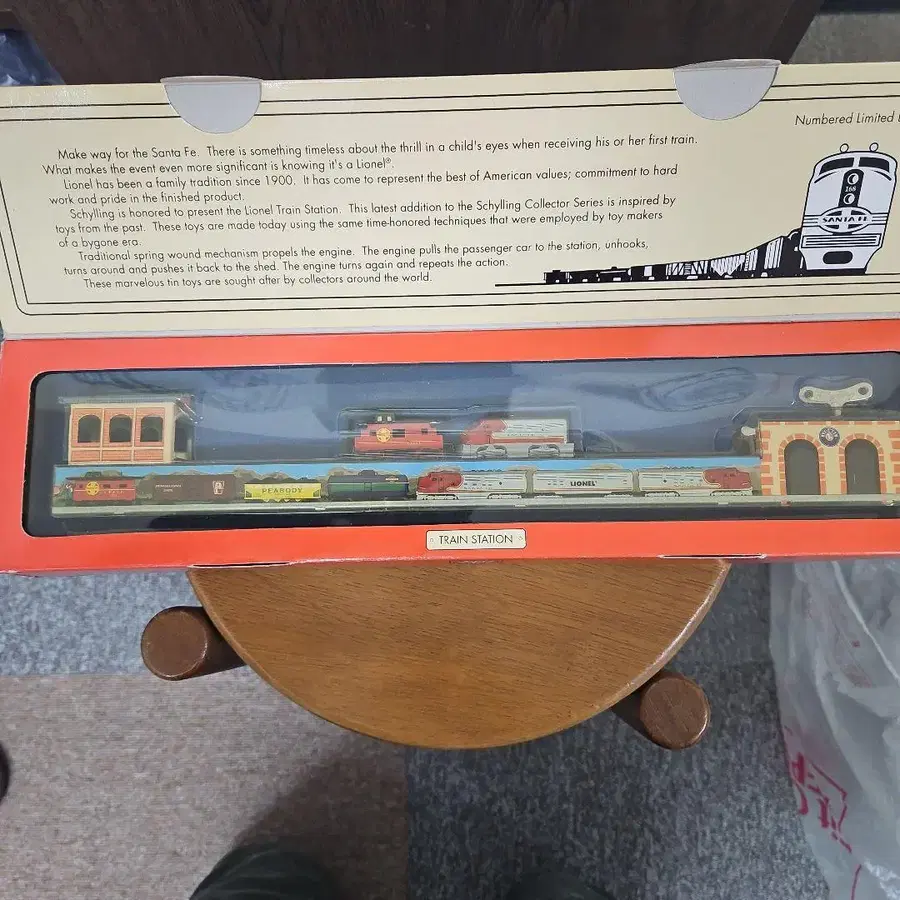 Numbered Limited
Make way for the Santa Fe. There is something timeless about the thrill in a child's eyes when receiving his or her first train.
What makes the event even more significant is knowing it's a Lionel®.
Lionel has been a family tradition since 1900. It has come to represent the best of American values; commitment to hard
work and pride in the finished product.
Schylling is honored to present the Lionel Train Station. This latest addition to the Schylling Collector Series is inspired by
toys from the past. These toys are made today using the same time-honored techniques that were employed by toy makers
of a bygone era.
Traditional spring wound mechanism propels the engine. The engine pulls the passenger car to the station, unhooks,
turns around and pushes it back to the shed. The engine turns again and repeats the action.
These marvelous tin toys are sought after by collectors around the world.
168
SANTA FE
PEABODY
LIONEL
TRAIN STATION